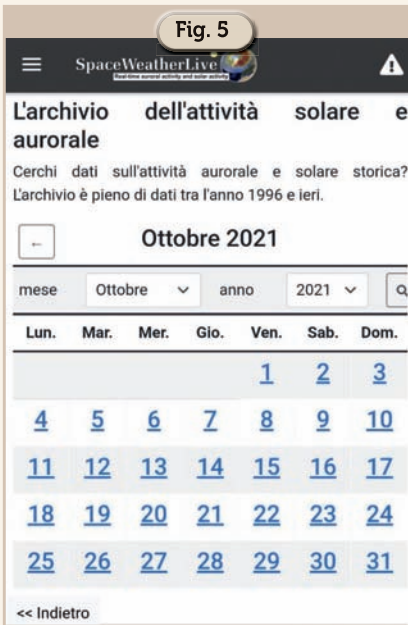 Fig. 5
SpaceWeatherLive
Real-time auroral activity and solar activity
L'archivio dell'attività solare e
aurorale
Cerchi dati sull'attività aurorale e solare storica?
L'archivio è pieno di dati tra l'anno 1996 e ieri.
←
Ottobre 2021
mese Ottobre anno 2021
Lun. Mar. Mer. Gio. Ven. Sab. Dom.
1 2 3
4 5 6 7 8 9 10
11 12 13 14 15 16 17
18 19 20 21 22 23 24
25 26 27 28 29 30 31
<< Indietro